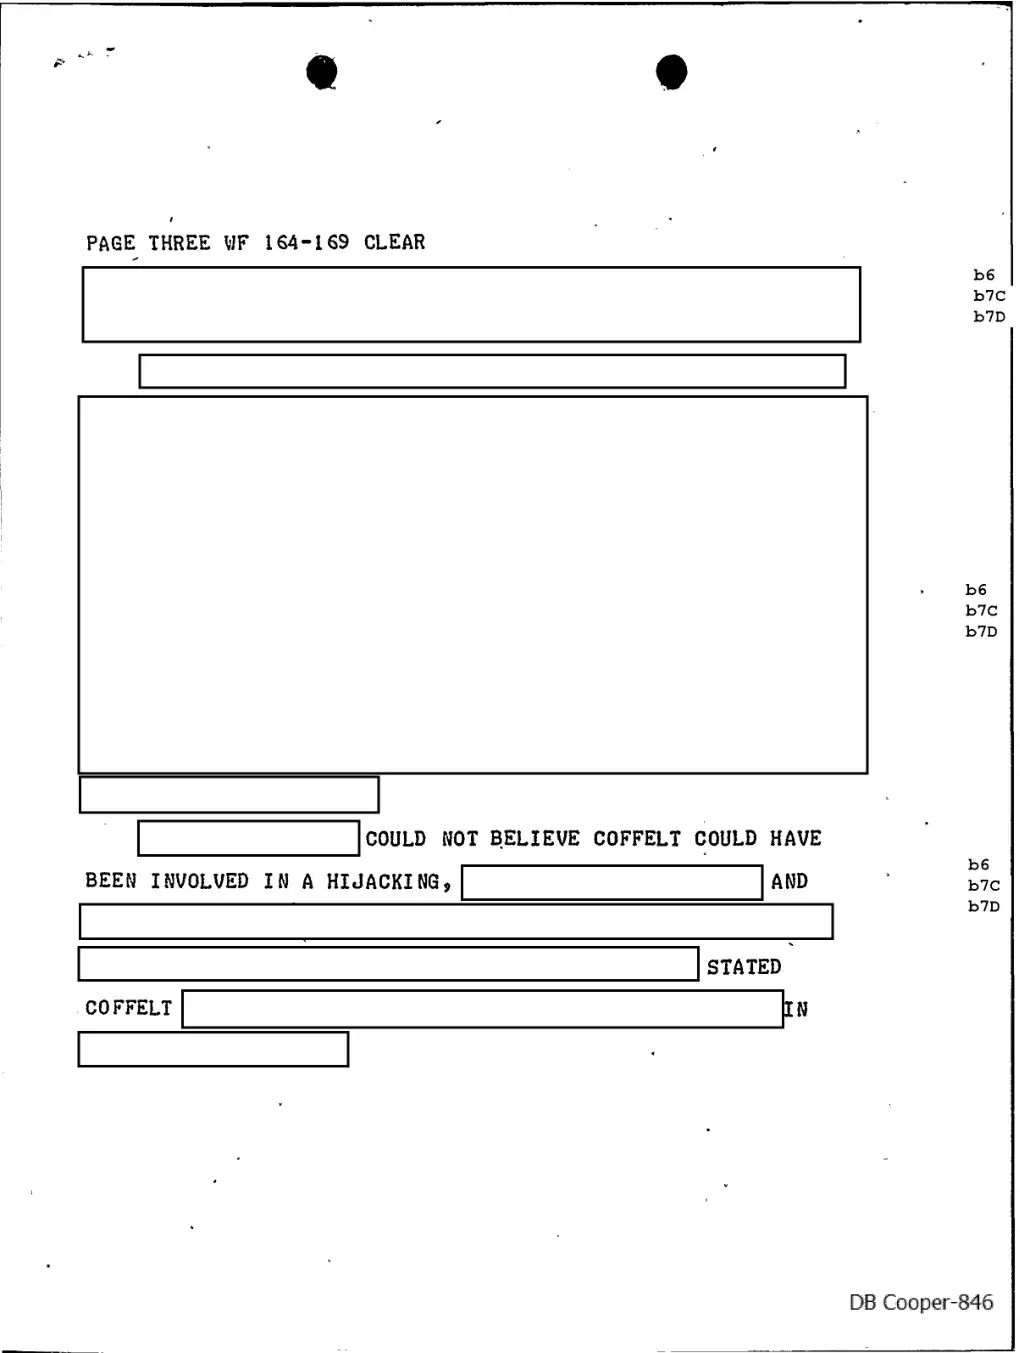 PAGE THREE WF 164-169 CLEAR
b6
b7C
b7D
b6
b7C
b7D
COULD NOT BELIEVE COFFELT COULD HAVE
BEEN INVOLVED IN A HIJACKING, AND
b6
b7C
b7D
STATED
COFFELT IN
DB Cooper-846